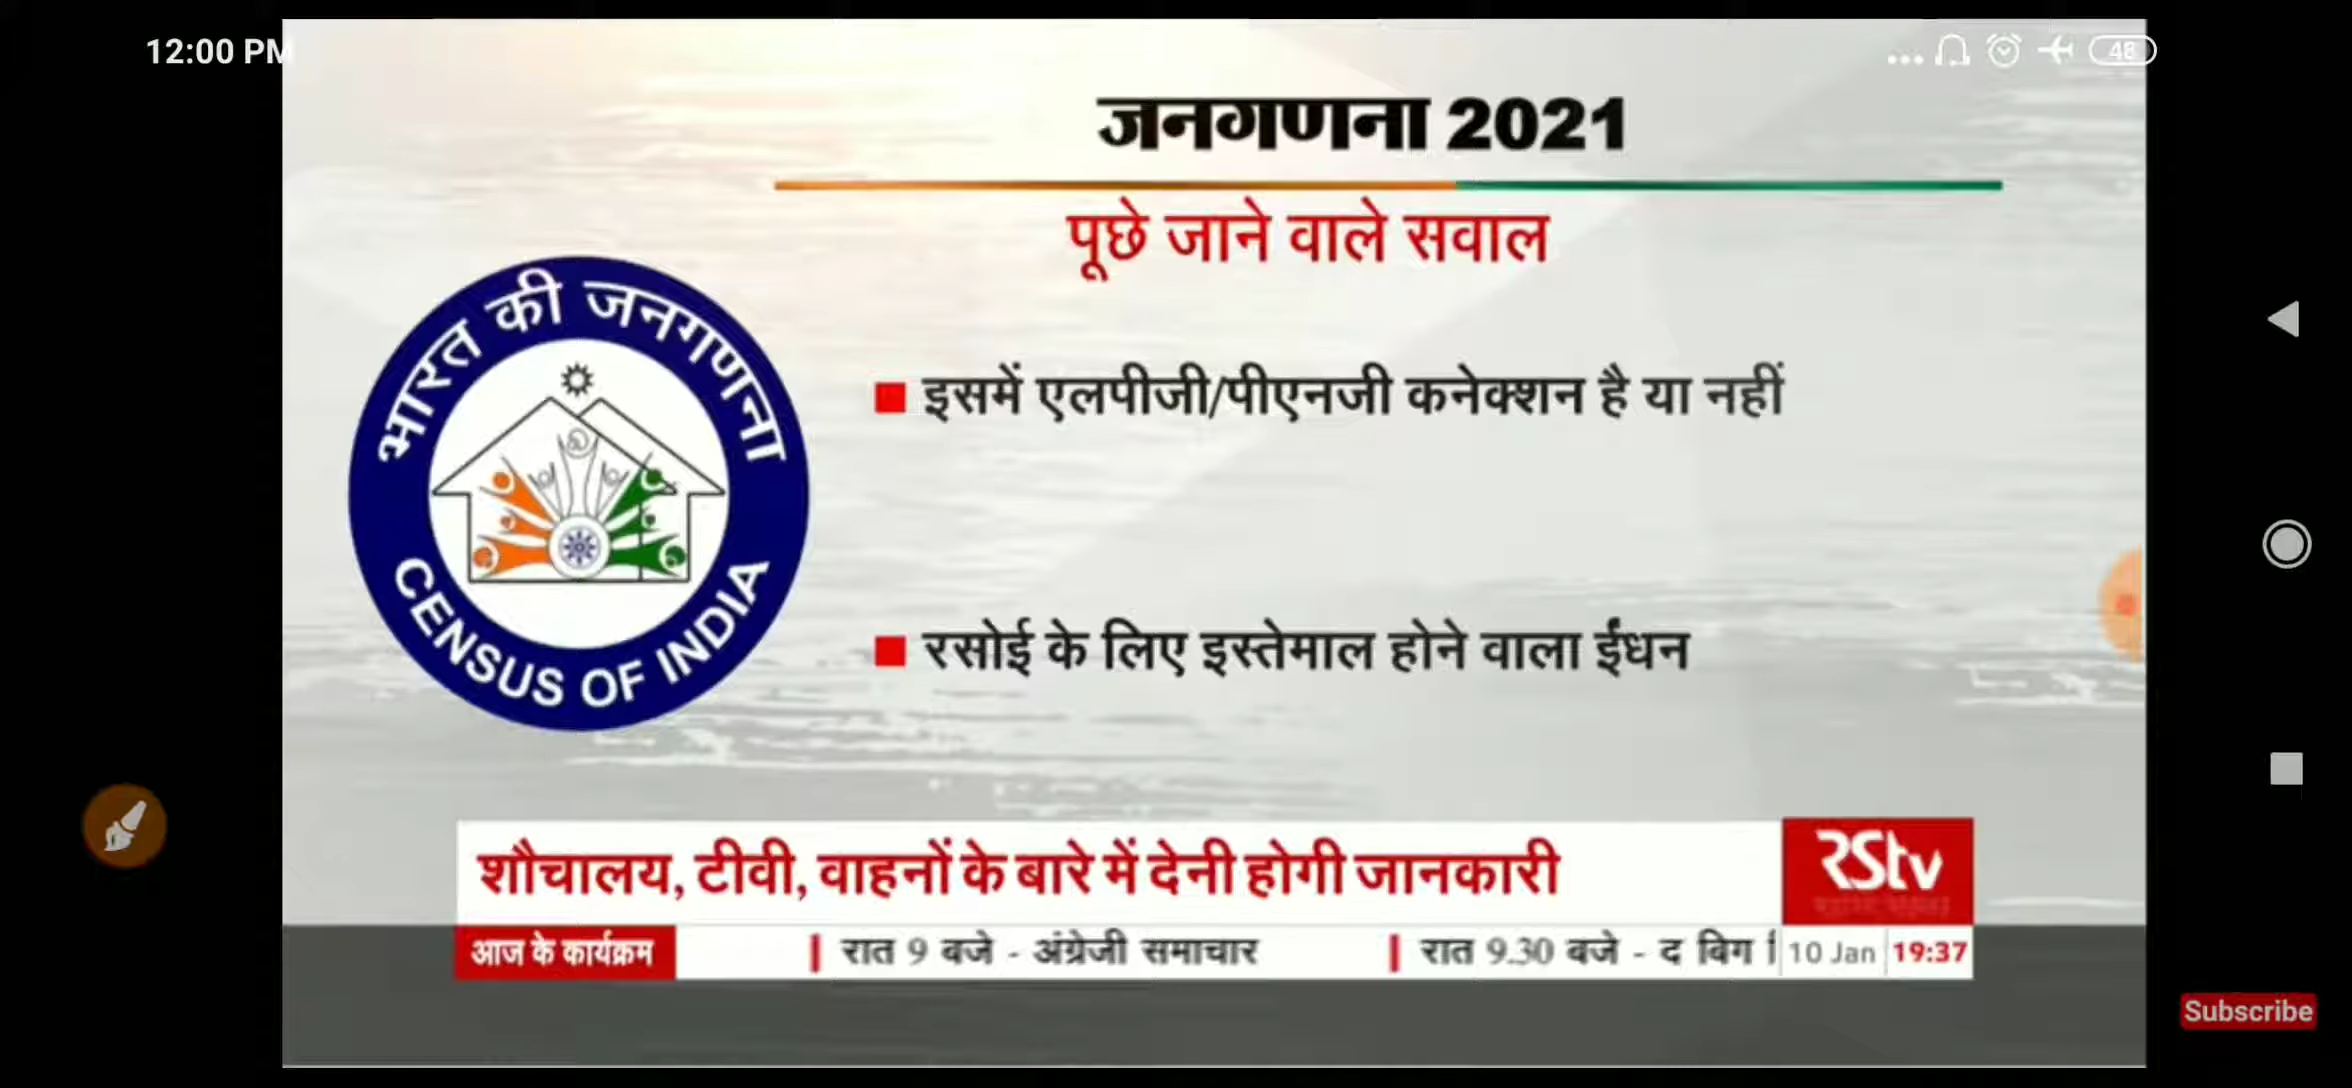 12:00 PM
48
जनगणना 2021
पूछे जाने वाले सवाल
भारत की जनगणना
CENSUS OF INDIA
इसमें एलपीजी/पीएनजी कनेक्शन है या नहीं
रसोई के लिए इस्तेमाल होने वाला ईंधन
शौचालय, टीवी, वाहनों के बारे में देनी होगी जानकारी
RStv
आज के कार्यक्रम
रात 9 बजे - अंग्रेजी समाचार
रात 9.30 बजे - द बिग
10 Jan 19:37
Subscribe